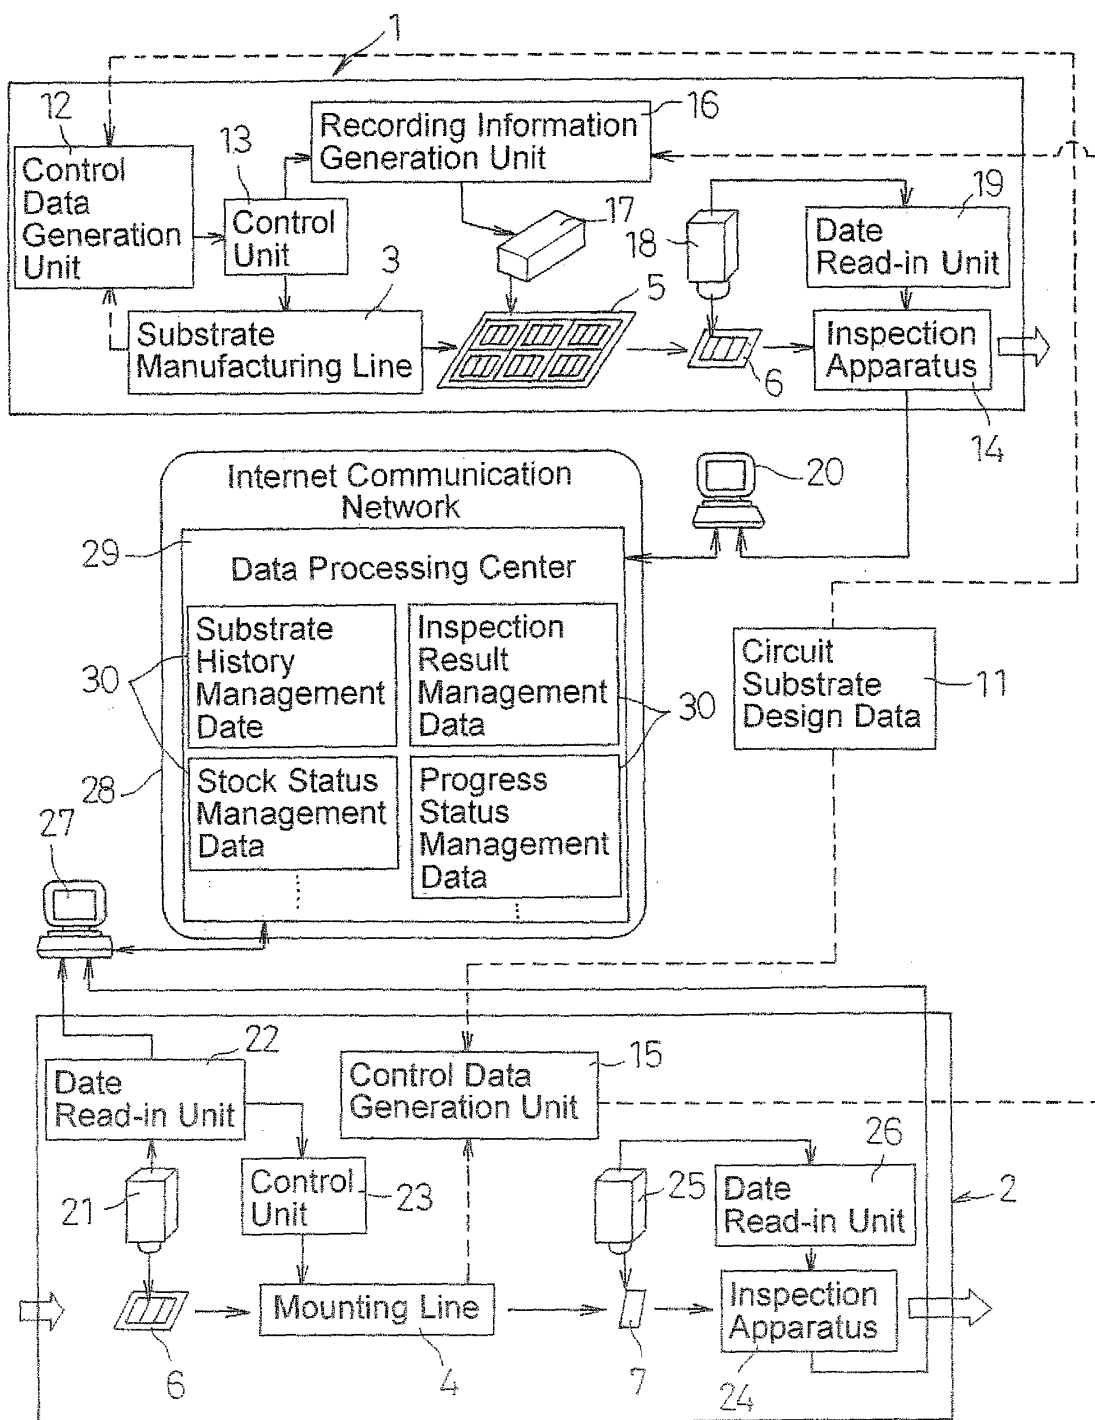 1
12
Control
Data
Generation
Unit
13
Control
Unit
Recording Information
Generation Unit
16
17
18
19
Date
Read-in Unit
3
Substrate
Manufacturing Line
5
6
Inspection
Apparatus
14
Internet Communication
Network
20
29
Data Processing Center
Substrate
History
Management
Date
Inspection
Result
Management
Data
30
30
Circuit
Substrate
Design Data
11
28
Stock Status
Management
Data
Progress
Status
Management
Data
27
22
Date
Read-in Unit
Control Data
Generation Unit
15
21
Control
Unit
23
25
26
Date
Read-in Unit
2
6
Mounting Line
4
7
Inspection
Apparatus
24